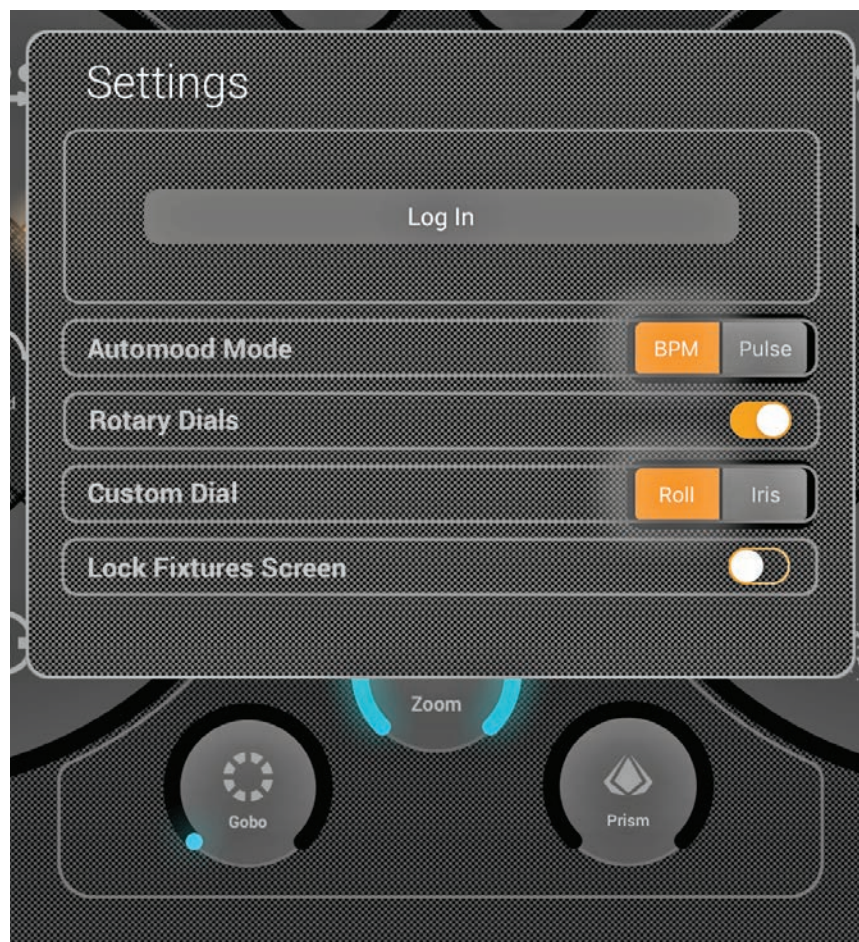 Settings
Log In
Automood Mode
BPM Pulse
Rotary Dials
Custom Dial
Roll Iris
Lock Fixtures Screen
Zoom
Gobo
Prism